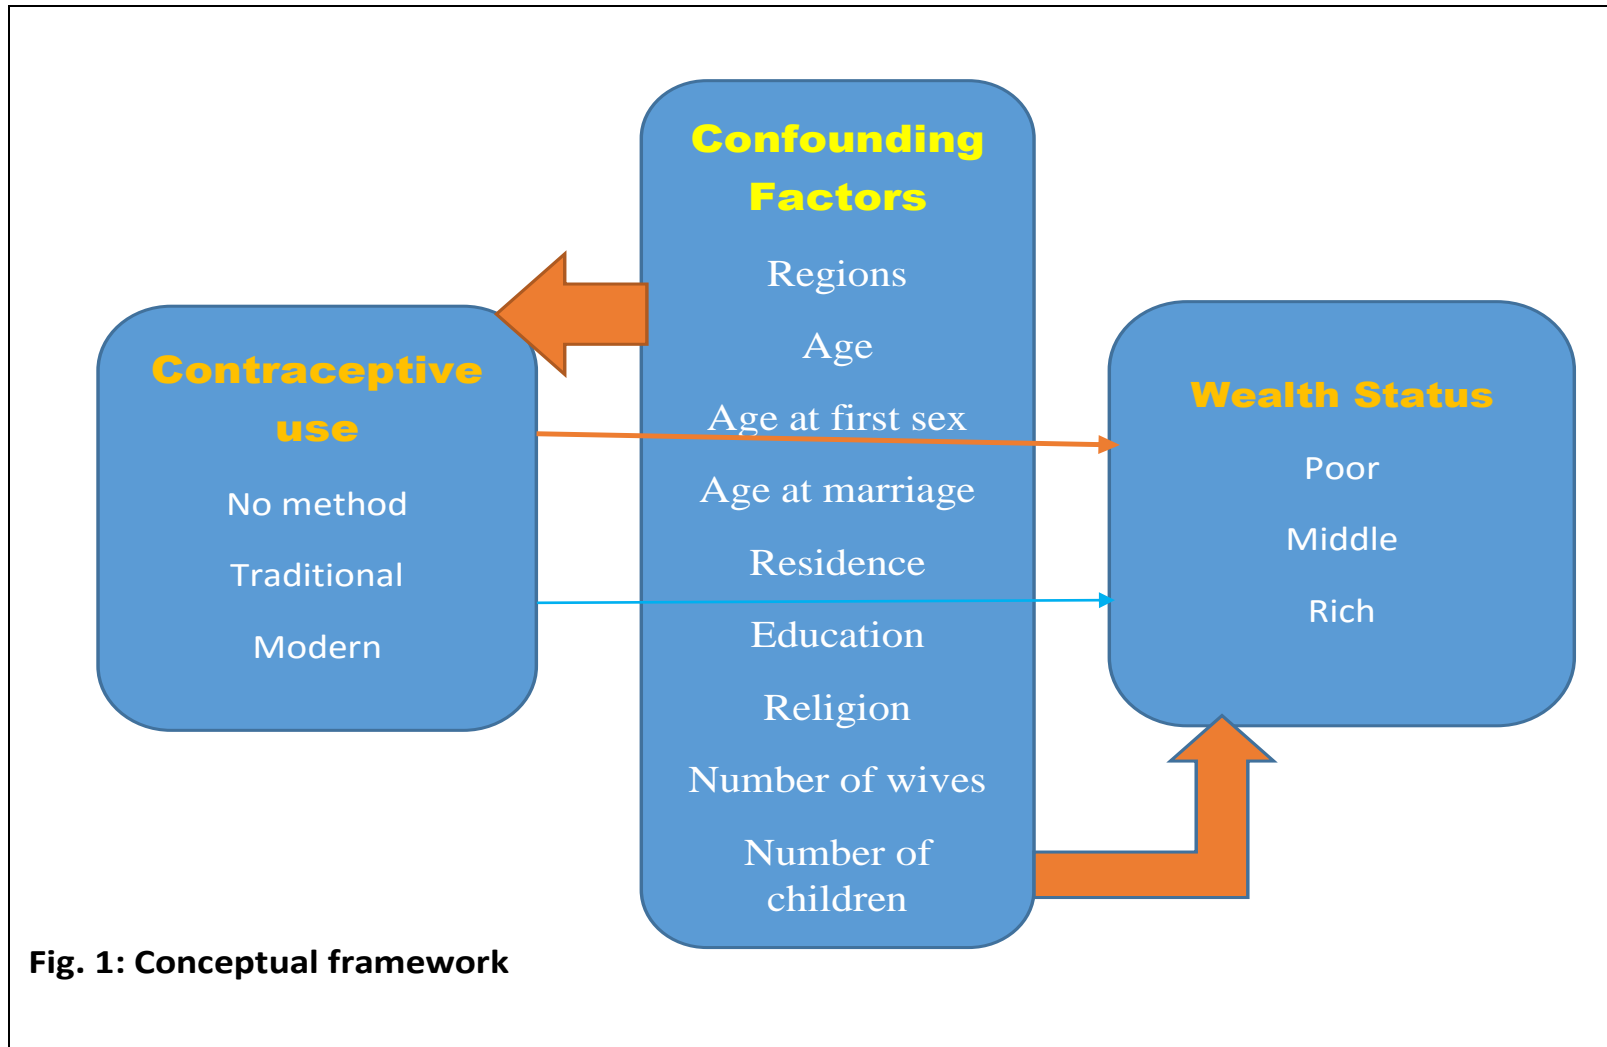 Contraceptive
use
No method
Traditional
Modern
Confounding
Factors
Regions
Age
Age at first sex
Age at marriage
Residence
Education
Religion
Number of wives
Number of
children
Wealth Status
Poor
Middle
Rich
Fig. 1: Conceptual framework